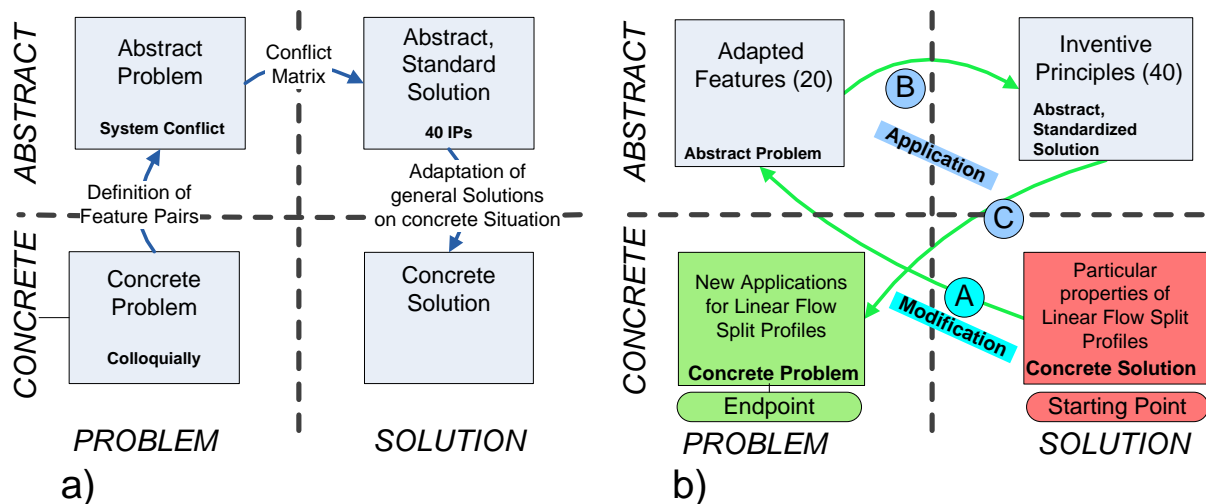 ABSTRACT
Abstract
Problem
System Conflict
Conflict
Matrix
Abstract,
Standard
Solution
40 IPs
Definition of
Feature Pairs
Adaptation of
general Solutions
on concrete Situation
CONCRETE
Concrete
Problem
Colloquially
Concrete
Solution
PROBLEM
SOLUTION
a)
ABSTRACT
Adapted
Features (20)
Abstract Problem
B
Application
Inventive
Principles (40)
Abstract,
Standardized
Solution
C
CONCRETE
New Applications
for Linear Flow
Split Profiles
Concrete Problem
Endpoint
A
Modification
Particular
properties of
Linear Flow Split
Profiles
Concrete Solution
Starting Point
PROBLEM
SOLUTION
b)